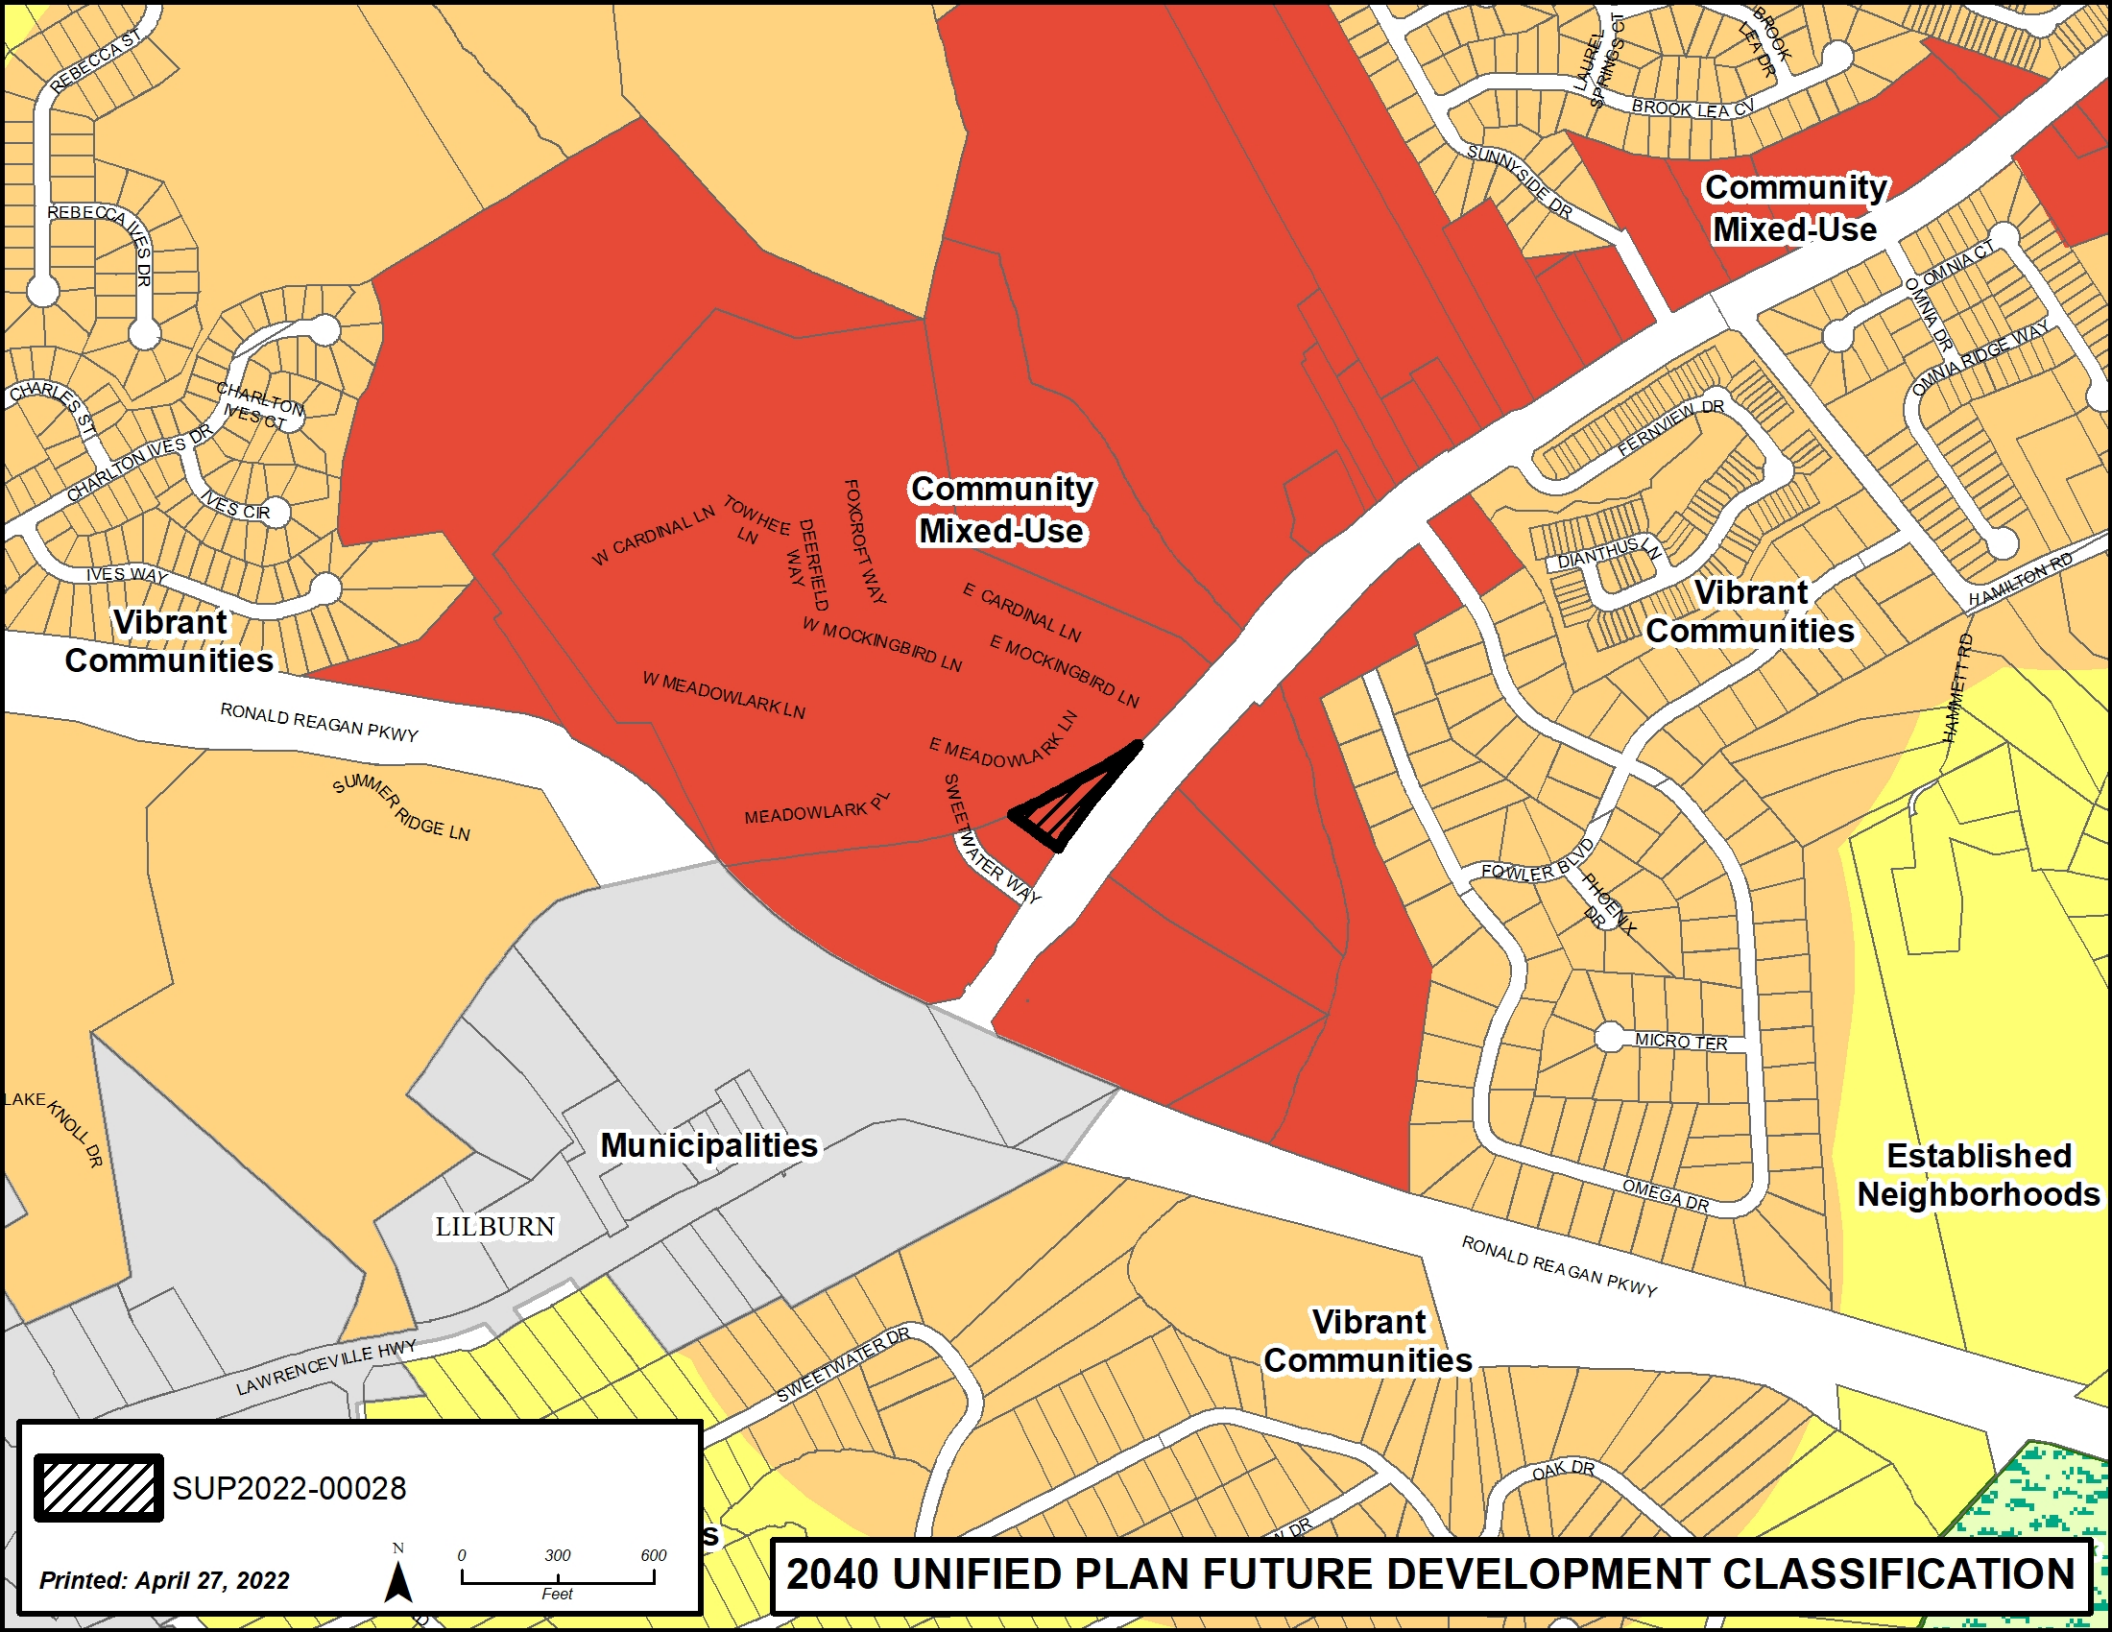 REBECCA ST
LAUREL
SPRINGS CT
BROOK
LEA DR
BROOK LEA CV
SUNNYSIDE DR
Community
Mixed-Use
REBECCA IVES DR
OMNIA CT
OMNIA DR
OMNIA RIDGE WAY
CHARLES ST
CHARLTON
IVES CT
CHARLTON IVES DR
IVES CIR
IVES WAY
FERNVIEW DR
DIANTHUS LN
HAMILTON RD
HAMMETT RD
Community
Mixed-Use
W CARDINAL LN
TOWHEE
LN
DEERFIELD
WAY
FOXCROFT WAY
E CARDINAL LN
W MOCKINGBIRD LN
E MOCKINGBIRD LN
Vibrant
Communities
Vibrant
Communities
W MEADOWLARK LN
E MEADOWLARK LN
RONALD REAGAN PKWY
SUMMER RIDGE LN
MEADOWLARK PL
SWEETWATER WAY
FOWLER BLVD
PHOENIX
DR
MICRO TER
LAKE KNOLL DR
Municipalities
LILBURN
OMEGA DR
Established
Neighborhoods
RONALD REAGAN PKWY
Vibrant
Communities
LAWRENCEVILLE HWY
SWEETWATER DR
OAK DR
DR
SUP2022-00028
s
N
0 300 600
Feet
Printed: April 27, 2022
2040 UNIFIED PLAN FUTURE DEVELOPMENT CLASSIFICATION